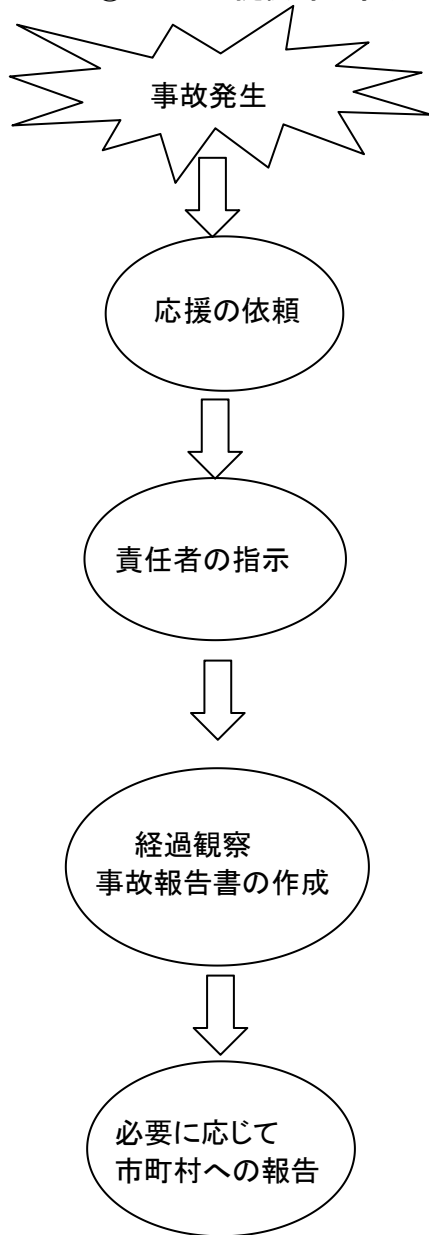 事故発生
応援の依頼
責任者の指示
経過観察
事故報告書の作成
必要に応じて
市町村への報告